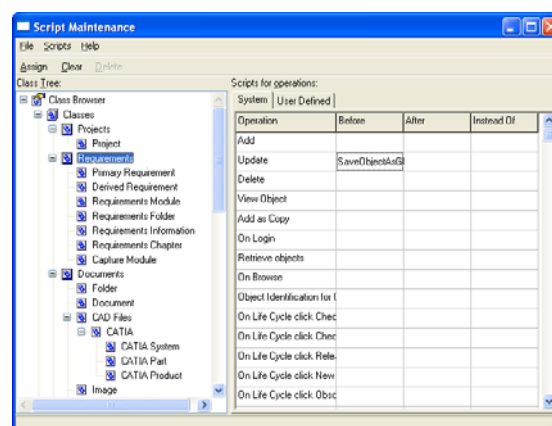 Script Maintenance
File Scripts Help
Assign Clear Delete
Class Tree:
Class Browser
Classes
Projects
Project
Requirements
Primary Requirement
Derived Requirement
Requirements Module
Requirements Folder
Requirements Information
Requirements Chapter
Capture Module
Documents
Folder
Document
CAD Files
CATIA
CATIA System
CATIA Part
CATIA Product
Image
Scripts for operations:
System User Defined
Operation Before After Instead Of
Add
Update SaveObjectAsGl
Delete
View Object
Add as Copy
On Login
Retrieve objects
On Browse
Object Identification for
On Life Cycle click Chec
On Life Cycle click Chec
On Life Cycle click Rele
On Life Cycle click New
On Life Cycle click Obsc